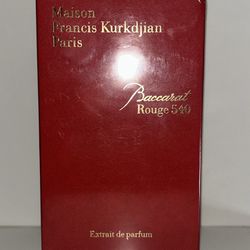 Maison
Francis Kurkdjian
Paris
Baccarat
Rouge 540
Extrait de parfum